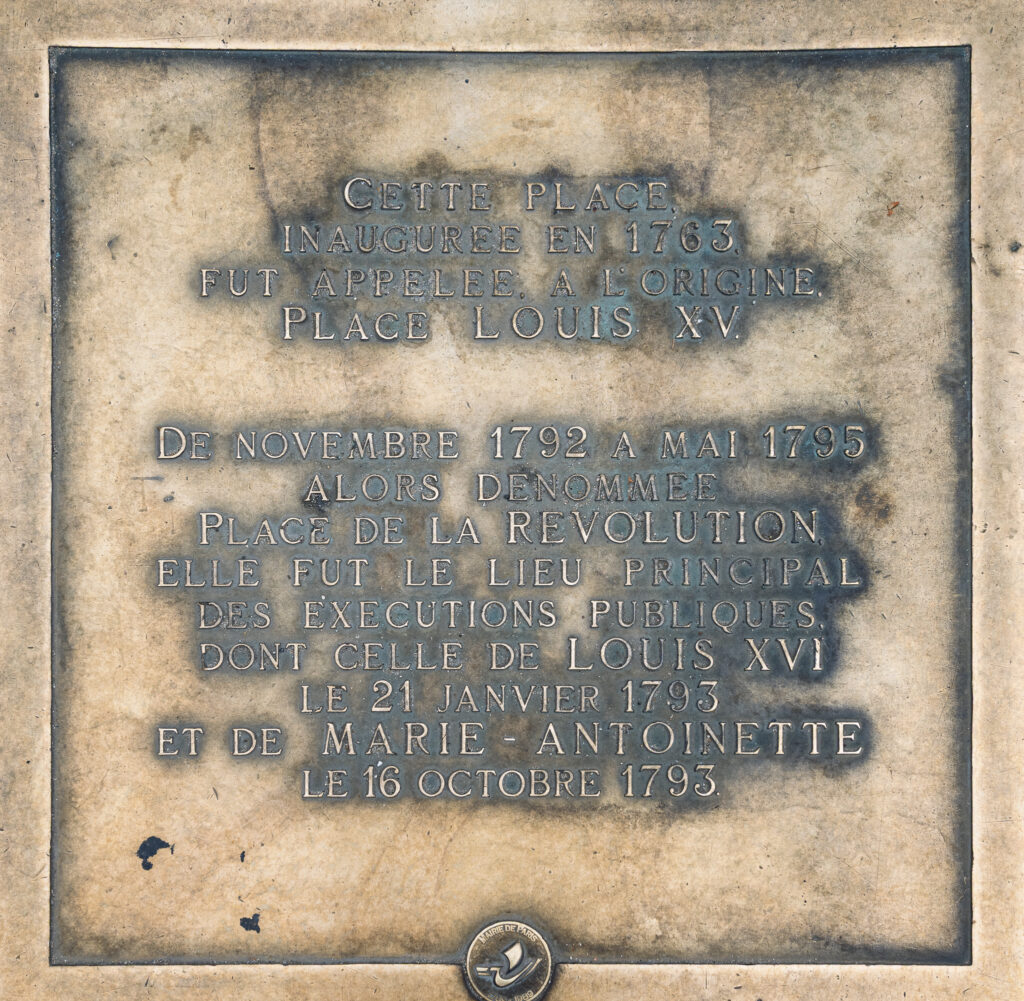 CETTE PLACE,
INAUGUREE EN 1763,
FUT APPELEE, A L'ORIGINE,
PLACE LOUIS XV.
DE NOVEMBRE 1792 A MAI 1795
ALORS DENOMMEE
PLACE DE LA REVOLUTION,
ELLE FUT LE LIEU PRINCIPAL
DES EXECUTIONS PUBLIQUES,
DONT CELLE DE LOUIS XVI
LE 21 JANVIER 1793
ET DE MARIE - ANTOINETTE
LE 16 OCTOBRE 1793.
MAIRIE DE PARIS
1989